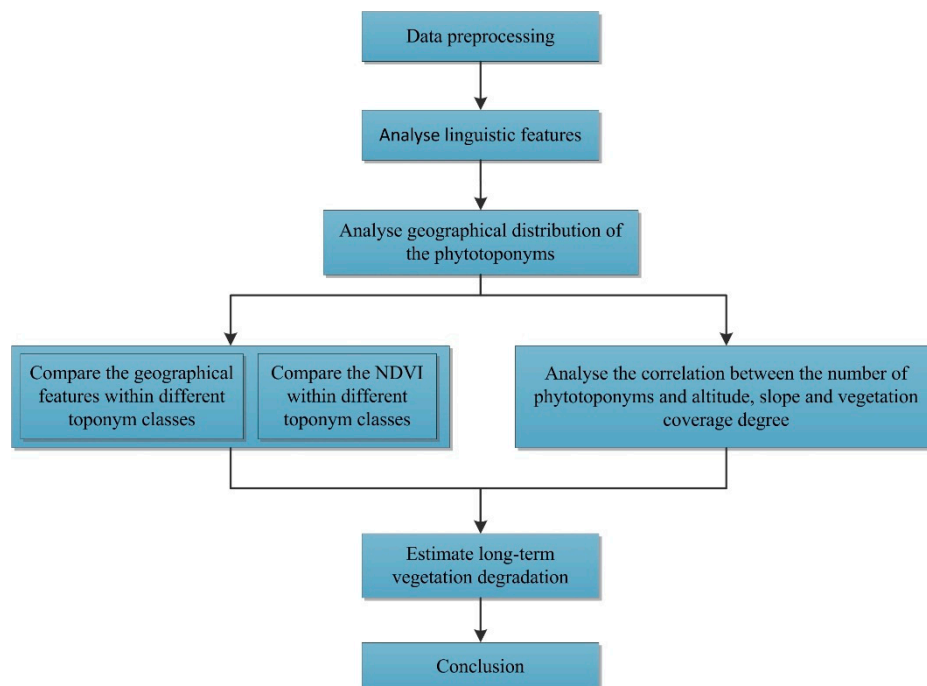 Data preprocessing
Analyse linguistic features
Analyse geographical distribution of
the phytotoponyms
Compare the geographical
features within different
toponym classes
Compare the NDVI
within different
toponym classes
Analyse the correlation between the number of
phytotoponyms and altitude, slope and vegetation
coverage degree
Estimate long-term
vegetation degradation
Conclusion